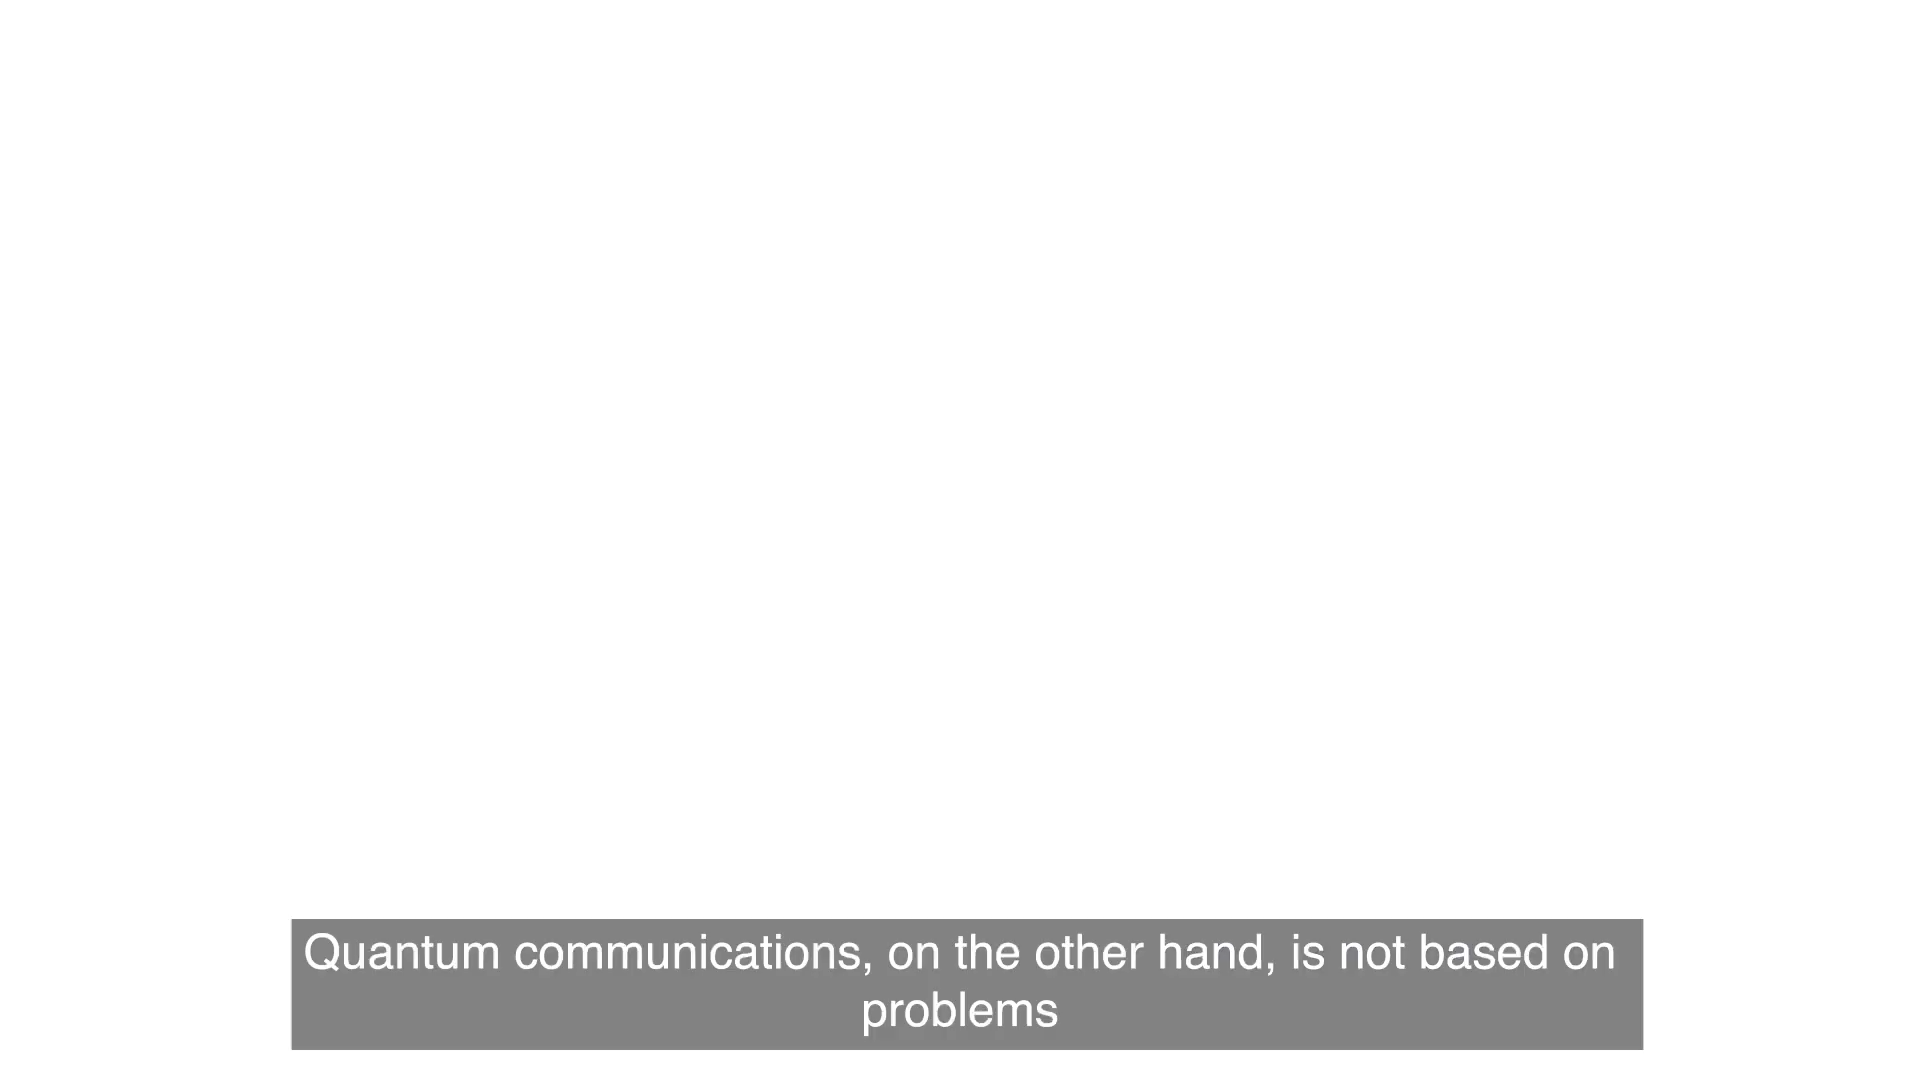 Quantum communications, on the other hand, is not based on
problems